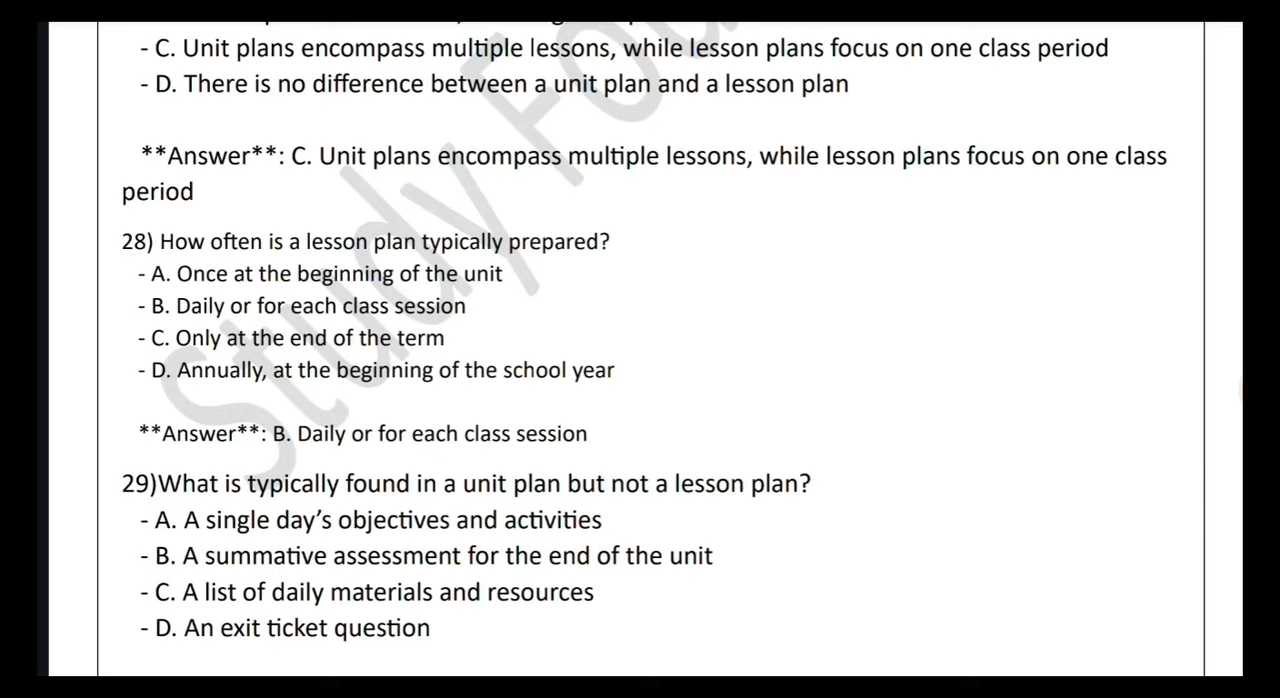 - C. Unit plans encompass multiple lessons, while lesson plans focus on one class period
- D. There is no difference between a unit plan and a lesson plan
**Answer**: C. Unit plans encompass multiple lessons, while lesson plans focus on one class
period
28) How often is a lesson plan typically prepared?
- A. Once at the beginning of the unit
- B. Daily or for each class session
- C. Only at the end of the term
- D. Annually, at the beginning of the school year
**Answer**: B. Daily or for each class session
29)What is typically found in a unit plan but not a lesson plan?
- A. A single day’s objectives and activities
- B. A summative assessment for the end of the unit
- C. A list of daily materials and resources
- D. An exit ticket question
Study